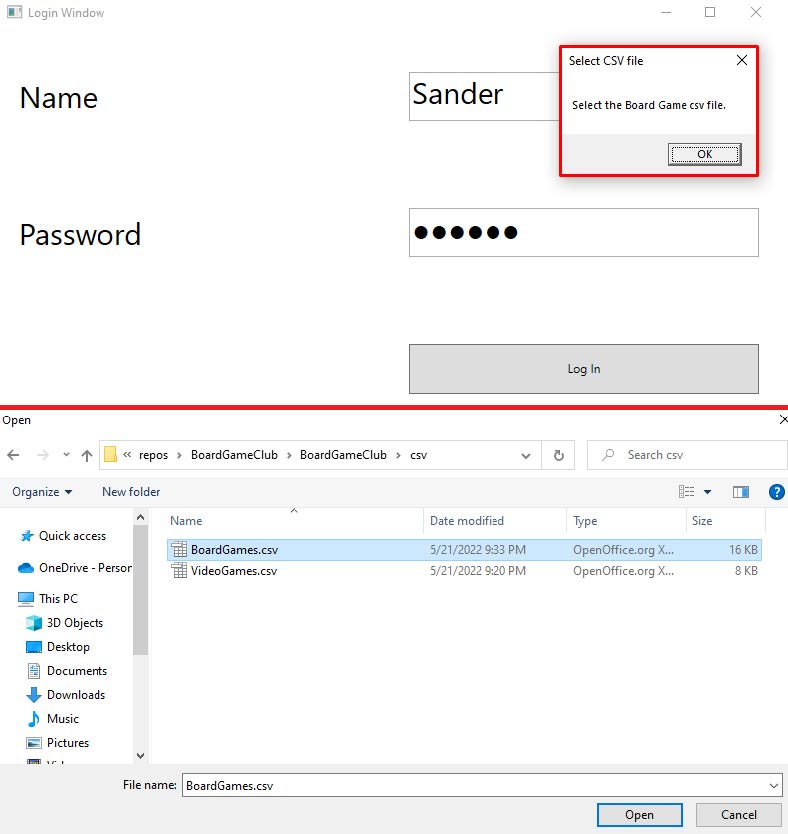 Login Window
Select CSV file
Name
Sander
Select the Board Game csv file.
OK
Password
●●●●●●
Log In
Open
« repos > BoardGameClub > BoardGameClub > csv
Search csv
Organize
New folder
Name Date modified Type Size
Quick access
BoardGames.csv 5/21/2022 9:33 PM OpenOffice.org X... 16 KB
OneDrive - Person
VideoGames.csv 5/21/2022 9:20 PM OpenOffice.org X... 8 KB
This PC
3D Objects
Desktop
Documents
Downloads
Music
Pictures
File name: BoardGames.csv
Open Cancel